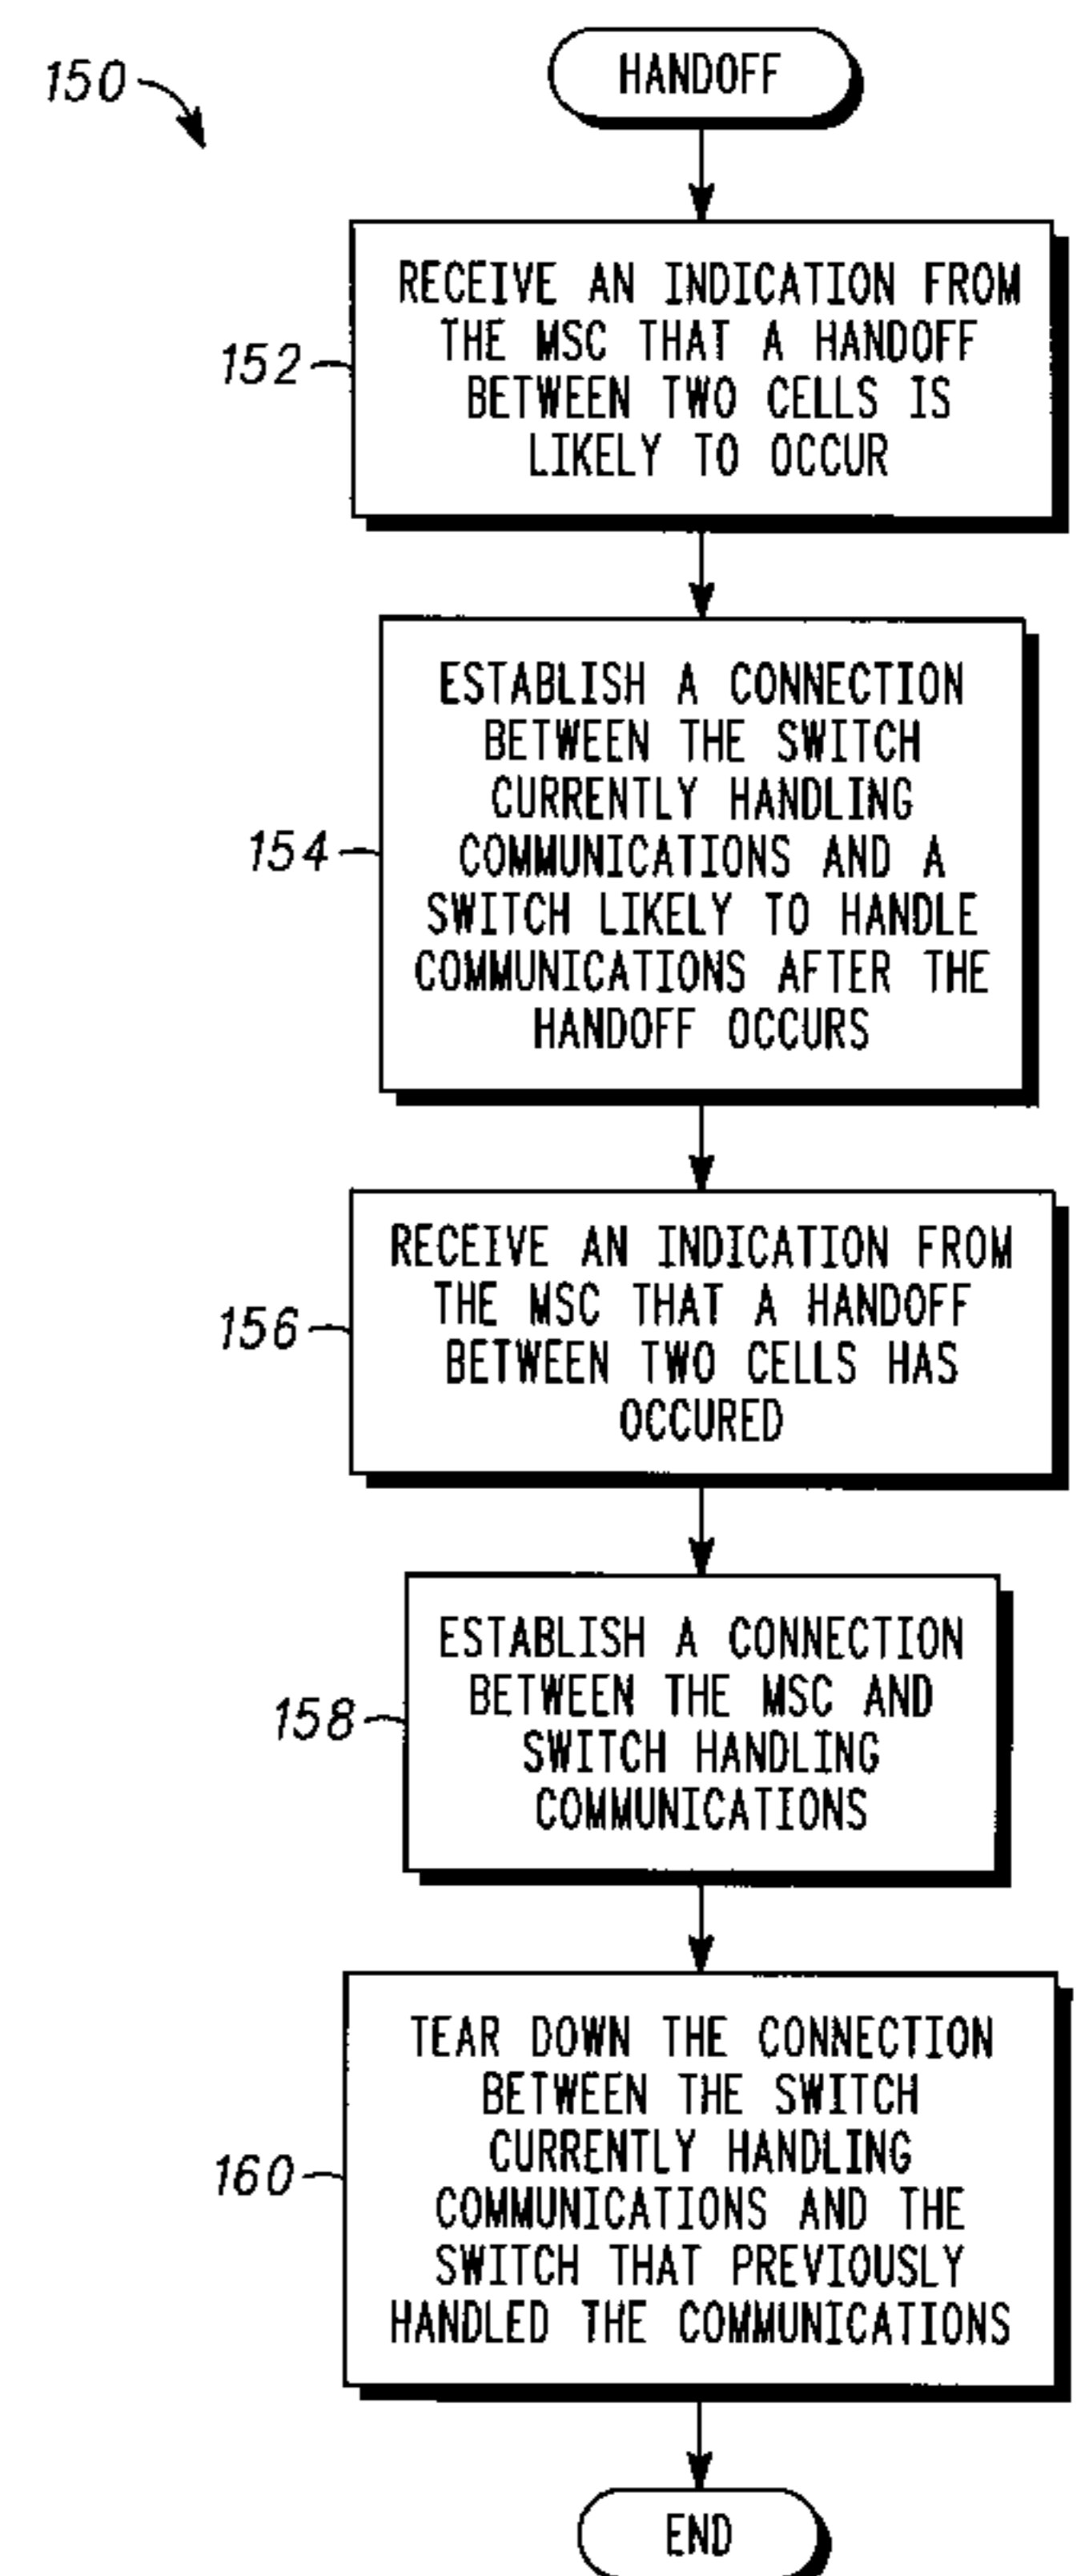 150
HANDOFF
RECEIVE AN INDICATION FROM
THE MSC THAT A HANDOFF
BETWEEN TWO CELLS IS
LIKELY TO OCCUR
152
ESTABLISH A CONNECTION
BETWEEN THE SWITCH
CURRENTLY HANDLING
COMMUNICATIONS AND A
SWITCH LIKELY TO HANDLE
COMMUNICATIONS AFTER THE
HANDOFF OCCURS
154
RECEIVE AN INDICATION FROM
THE MSC THAT A HANDOFF
BETWEEN TWO CELLS HAS
OCCURED
156
ESTABLISH A CONNECTION
BETWEEN THE MSC AND
SWITCH HANDLING
COMMUNICATIONS
158
TEAR DOWN THE CONNECTION
BETWEEN THE SWITCH
CURRENTLY HANDLING
COMMUNICATIONS AND THE
SWITCH THAT PREVIOUSLY
HANDLED THE COMMUNICATIONS
160
END